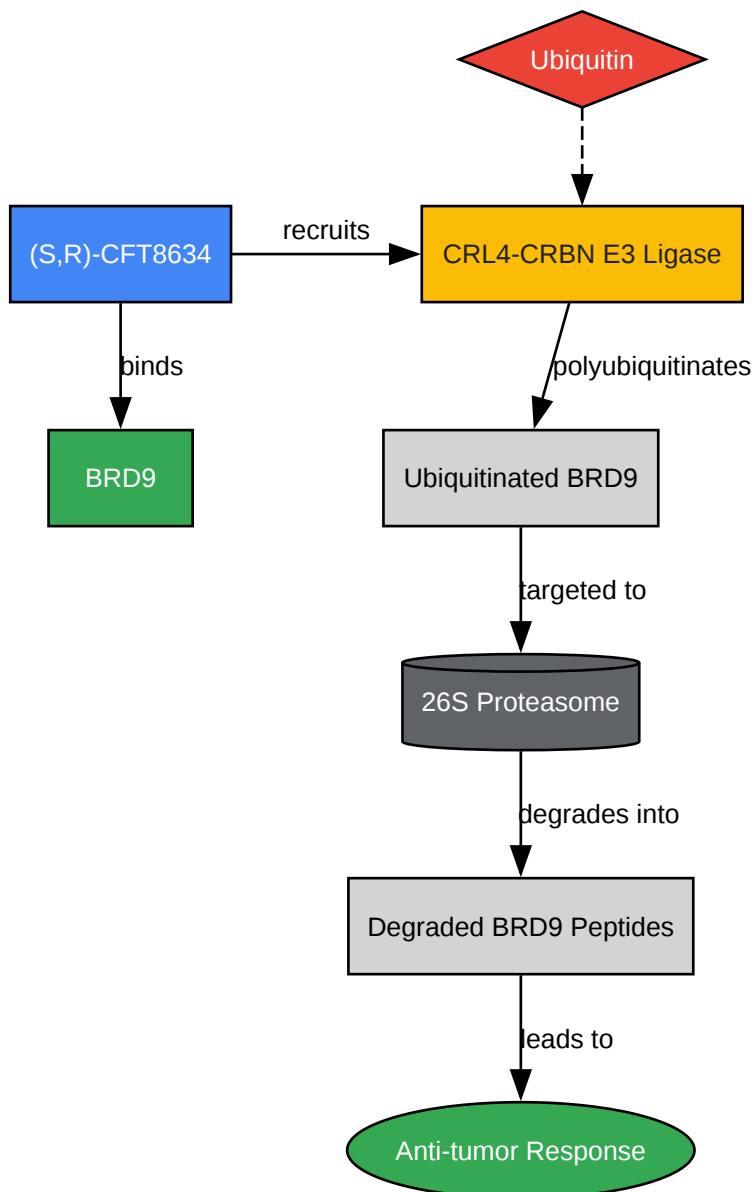 Ubiquitin
(S,R)-CFT8634
recruits
CRL4-CRBN E3 Ligase
binds
polyubiquitinates
BRD9
Ubiquitinated BRD9
targeted to
26S Proteasome
degrades into
Degraded BRD9 Peptides
leads to
Anti-tumor Response